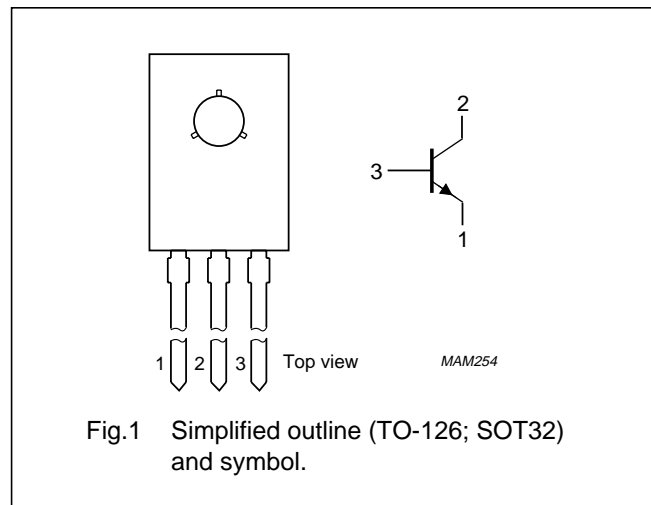 2
3
1
1 2 3 Top view
MAM254
Fig.1 Simplified outline (TO-126; SOT32)
and symbol.